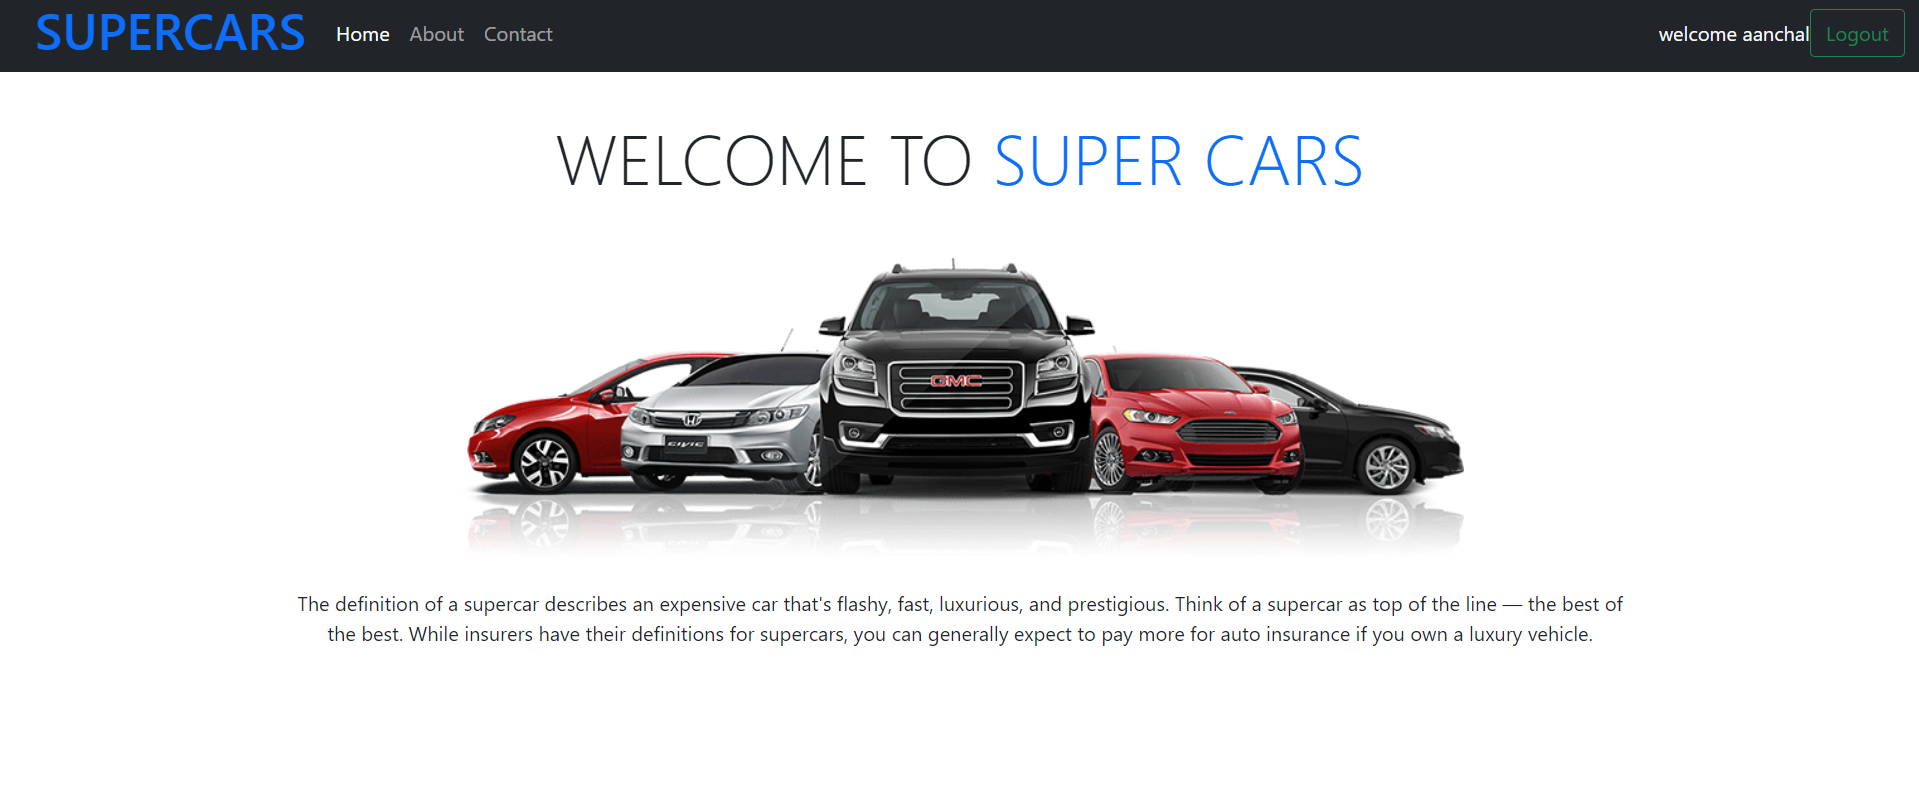 SUPERCARS Home About Contact welcome aanchal Logout
WELCOME TO SUPER CARS
GMC
CIVIC
The definition of a supercar describes an expensive car that's flashy, fast, luxurious, and prestigious. Think of a supercar as top of the line — the best of
the best. While insurers have their definitions for supercars, you can generally expect to pay more for auto insurance if you own a luxury vehicle.